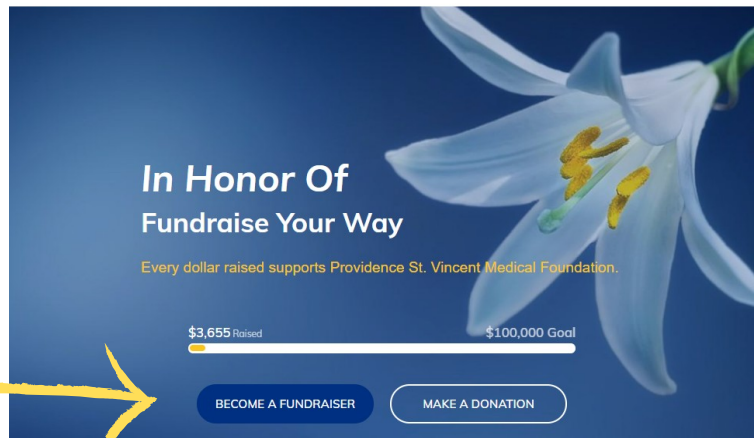 In Honor Of
Fundraise Your Way
Every dollar raised supports Providence St. Vincent Medical Foundation.
$3,655 Raised $100,000 Goal
BECOME A FUNDRAISER MAKE A DONATION